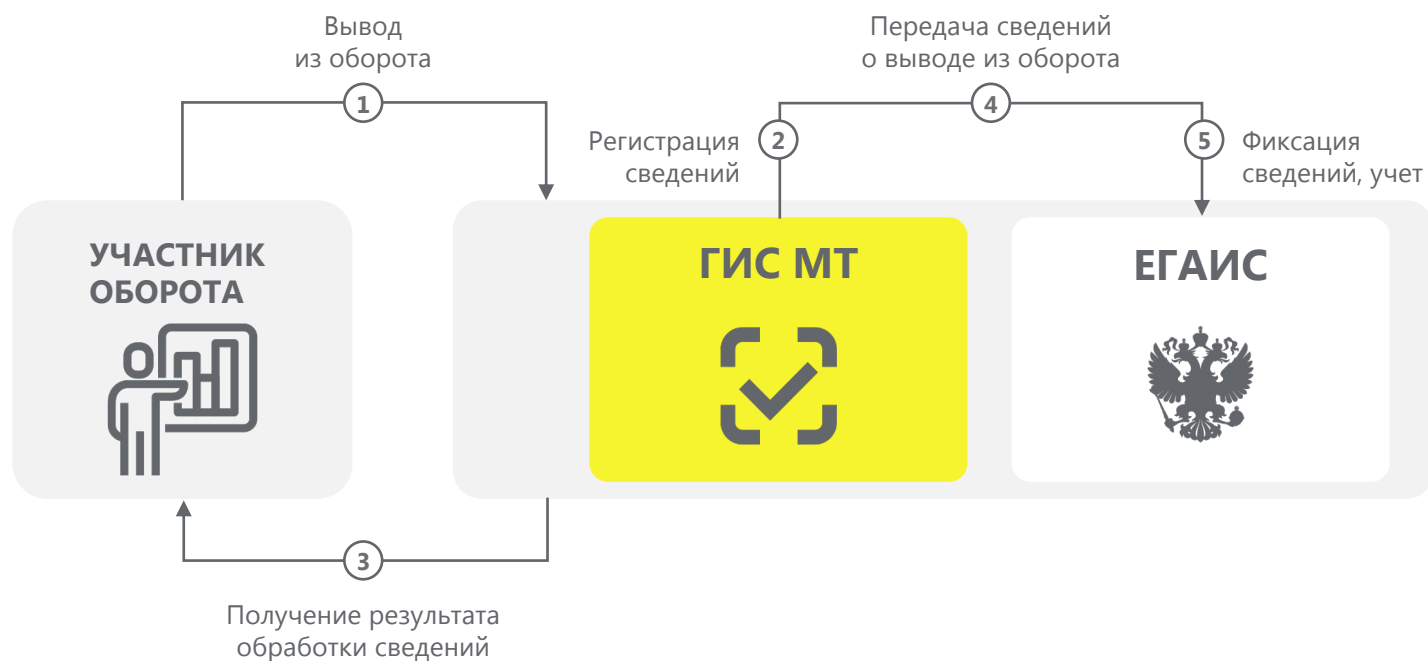 Вывод
из оборота
1
Передача сведений
о выводе из оборота
4
Регистрация
сведений
2
5
Фиксация
сведений, учет
УЧАСТНИК
ОБОРОТА
ГИС МТ
ЕГАИС
3
Получение результата
обработки сведений